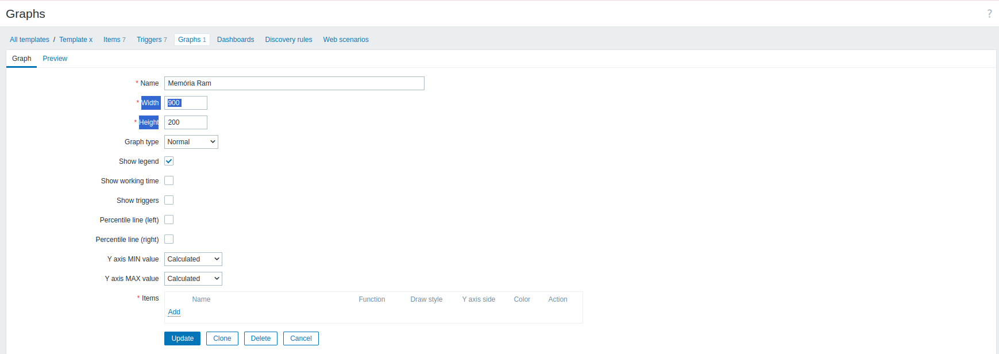 Graphs ?
All templates / Template x Items 7 Triggers 7 Graphs 1 Dashboards Discovery rules Web scenarios
Graph Preview
* Name Memória Ram
* Width 900
* Height 200
Graph type Normal
Show legend
Show working time
Show triggers
Percentile line (left)
Percentile line (right)
Y axis MIN value Calculated
Y axis MAX value Calculated
* Items Name Function Draw style Y axis side Color Action
Add
Update Clone Delete Cancel